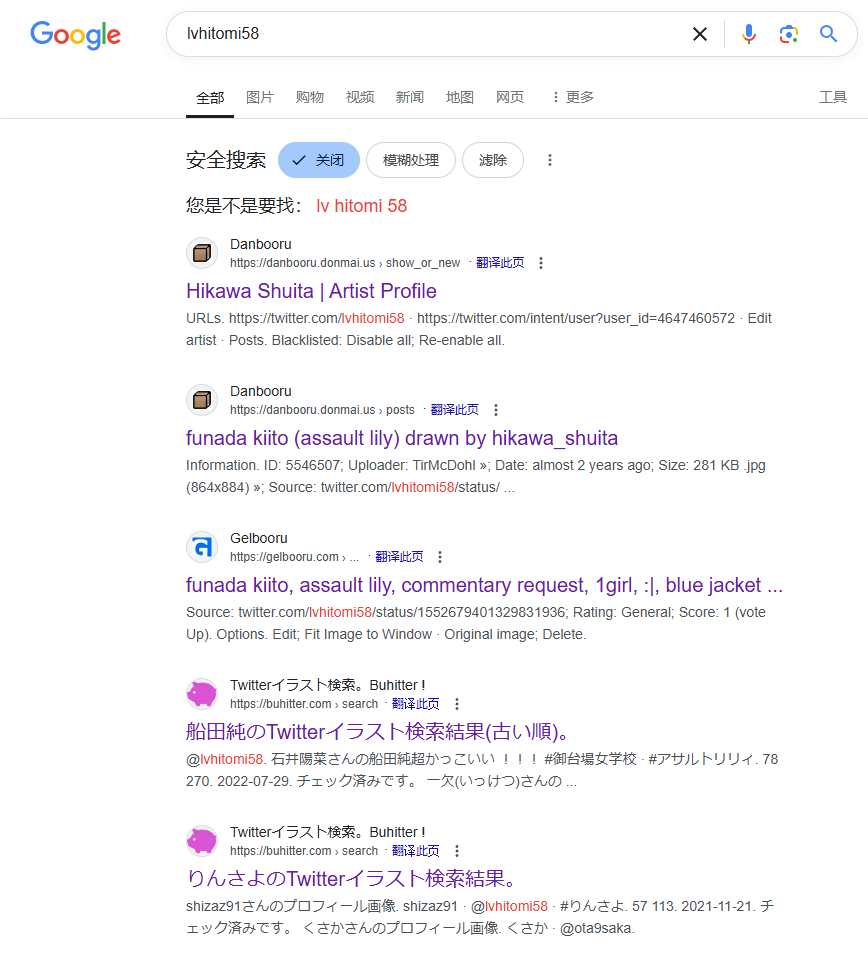 Google
lvhitomi58
全部 图片 购物 视频 新闻 地图 网页 更多 工具
安全搜索 关闭 模糊处理 滤除
您是不是要找： lv hitomi 58
Danbooru
https://danbooru.donmai.us › show_or_new · 翻译此页
Hikawa Shuita | Artist Profile
URLs. https://twitter.com/lvhitomi58 · https://twitter.com/intent/user?user_id=4647460572 · Edit
artist · Posts. Blacklisted: Disable all; Re-enable all.
Danbooru
https://danbooru.donmai.us › posts · 翻译此页
funada kiito (assault lily) drawn by hikawa_shuita
Information. ID: 5546507; Uploader: TirMcDohl »; Date: almost 2 years ago; Size: 281 KB .jpg
(864x884) »; Source: twitter.com/lvhitomi58/status/ ...
Gelbooru
https://gelbooru.com › ... · 翻译此页
funada kiito, assault lily, commentary request, 1girl, :|, blue jacket ...
Source: twitter.com/lvhitomi58/status/1552679401329831936; Rating: General; Score: 1 (vote
Up). Options. Edit; Fit Image to Window · Original image; Delete.
Twitterイラスト検索。Buhitter !
https://buhitter.com › search · 翻译此页
船田純のTwitterイラスト検索結果(古い順)。
@lvhitomi58. 石井陽菜さんの船田純超かっこいい ！！！ #御台場女学校 · #アサルトリリィ. 78
270. 2022-07-29. チェック済みです。 一欠(いっけつ)さんの ...
Twitterイラスト検索。Buhitter !
https://buhitter.com › search · 翻译此页
りんさよのTwitterイラスト検索結果。
shizaz91さんのプロフィール画像. shizaz91 · @lvhitomi58 · #りんさよ. 57 113. 2021-11-21. チ
ェック済みです。 くさかさんのプロフィール画像. くさか · @ota9saka.